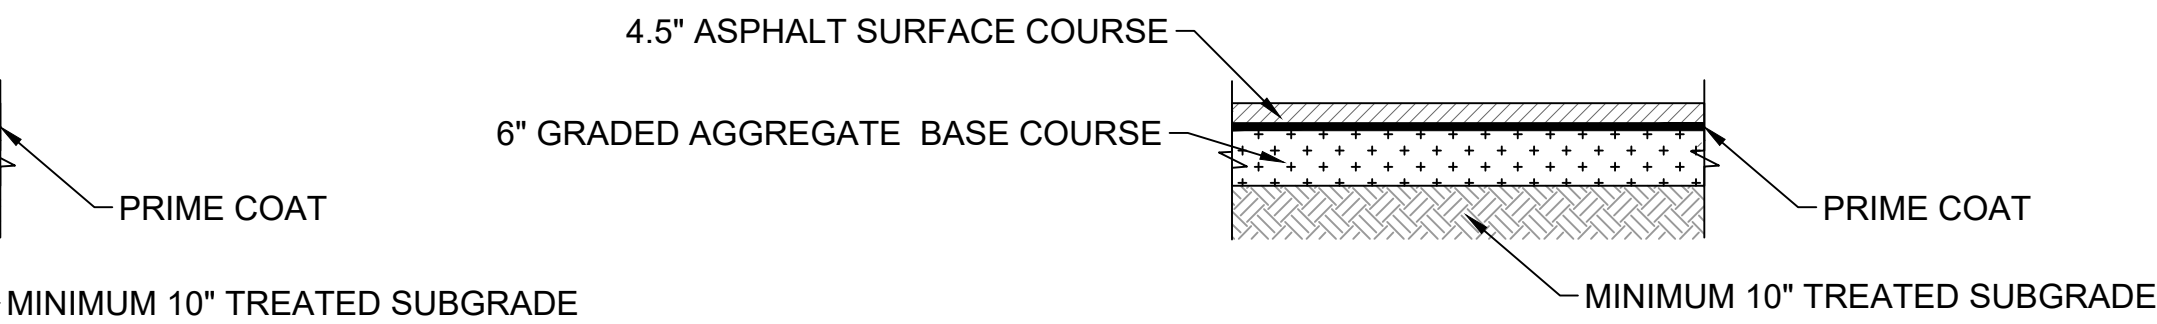 4.5" ASPHALT SURFACE COURSE
6" GRADED AGGREGATE BASE COURSE
PRIME COAT
PRIME COAT
MINIMUM 10" TREATED SUBGRADE
MINIMUM 10" TREATED SUBGRADE